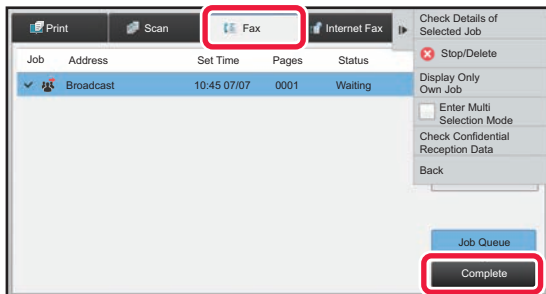 Print
Scan
Fax
Internet Fax
Job Address Set Time Pages Status
Broadcast 10:45 07/07 0001 Waiting
Check Details of
Selected Job
Stop/Delete
Display Only
Own Job
Enter Multi
Selection Mode
Check Confidential
Reception Data
Back
Job Queue
Complete